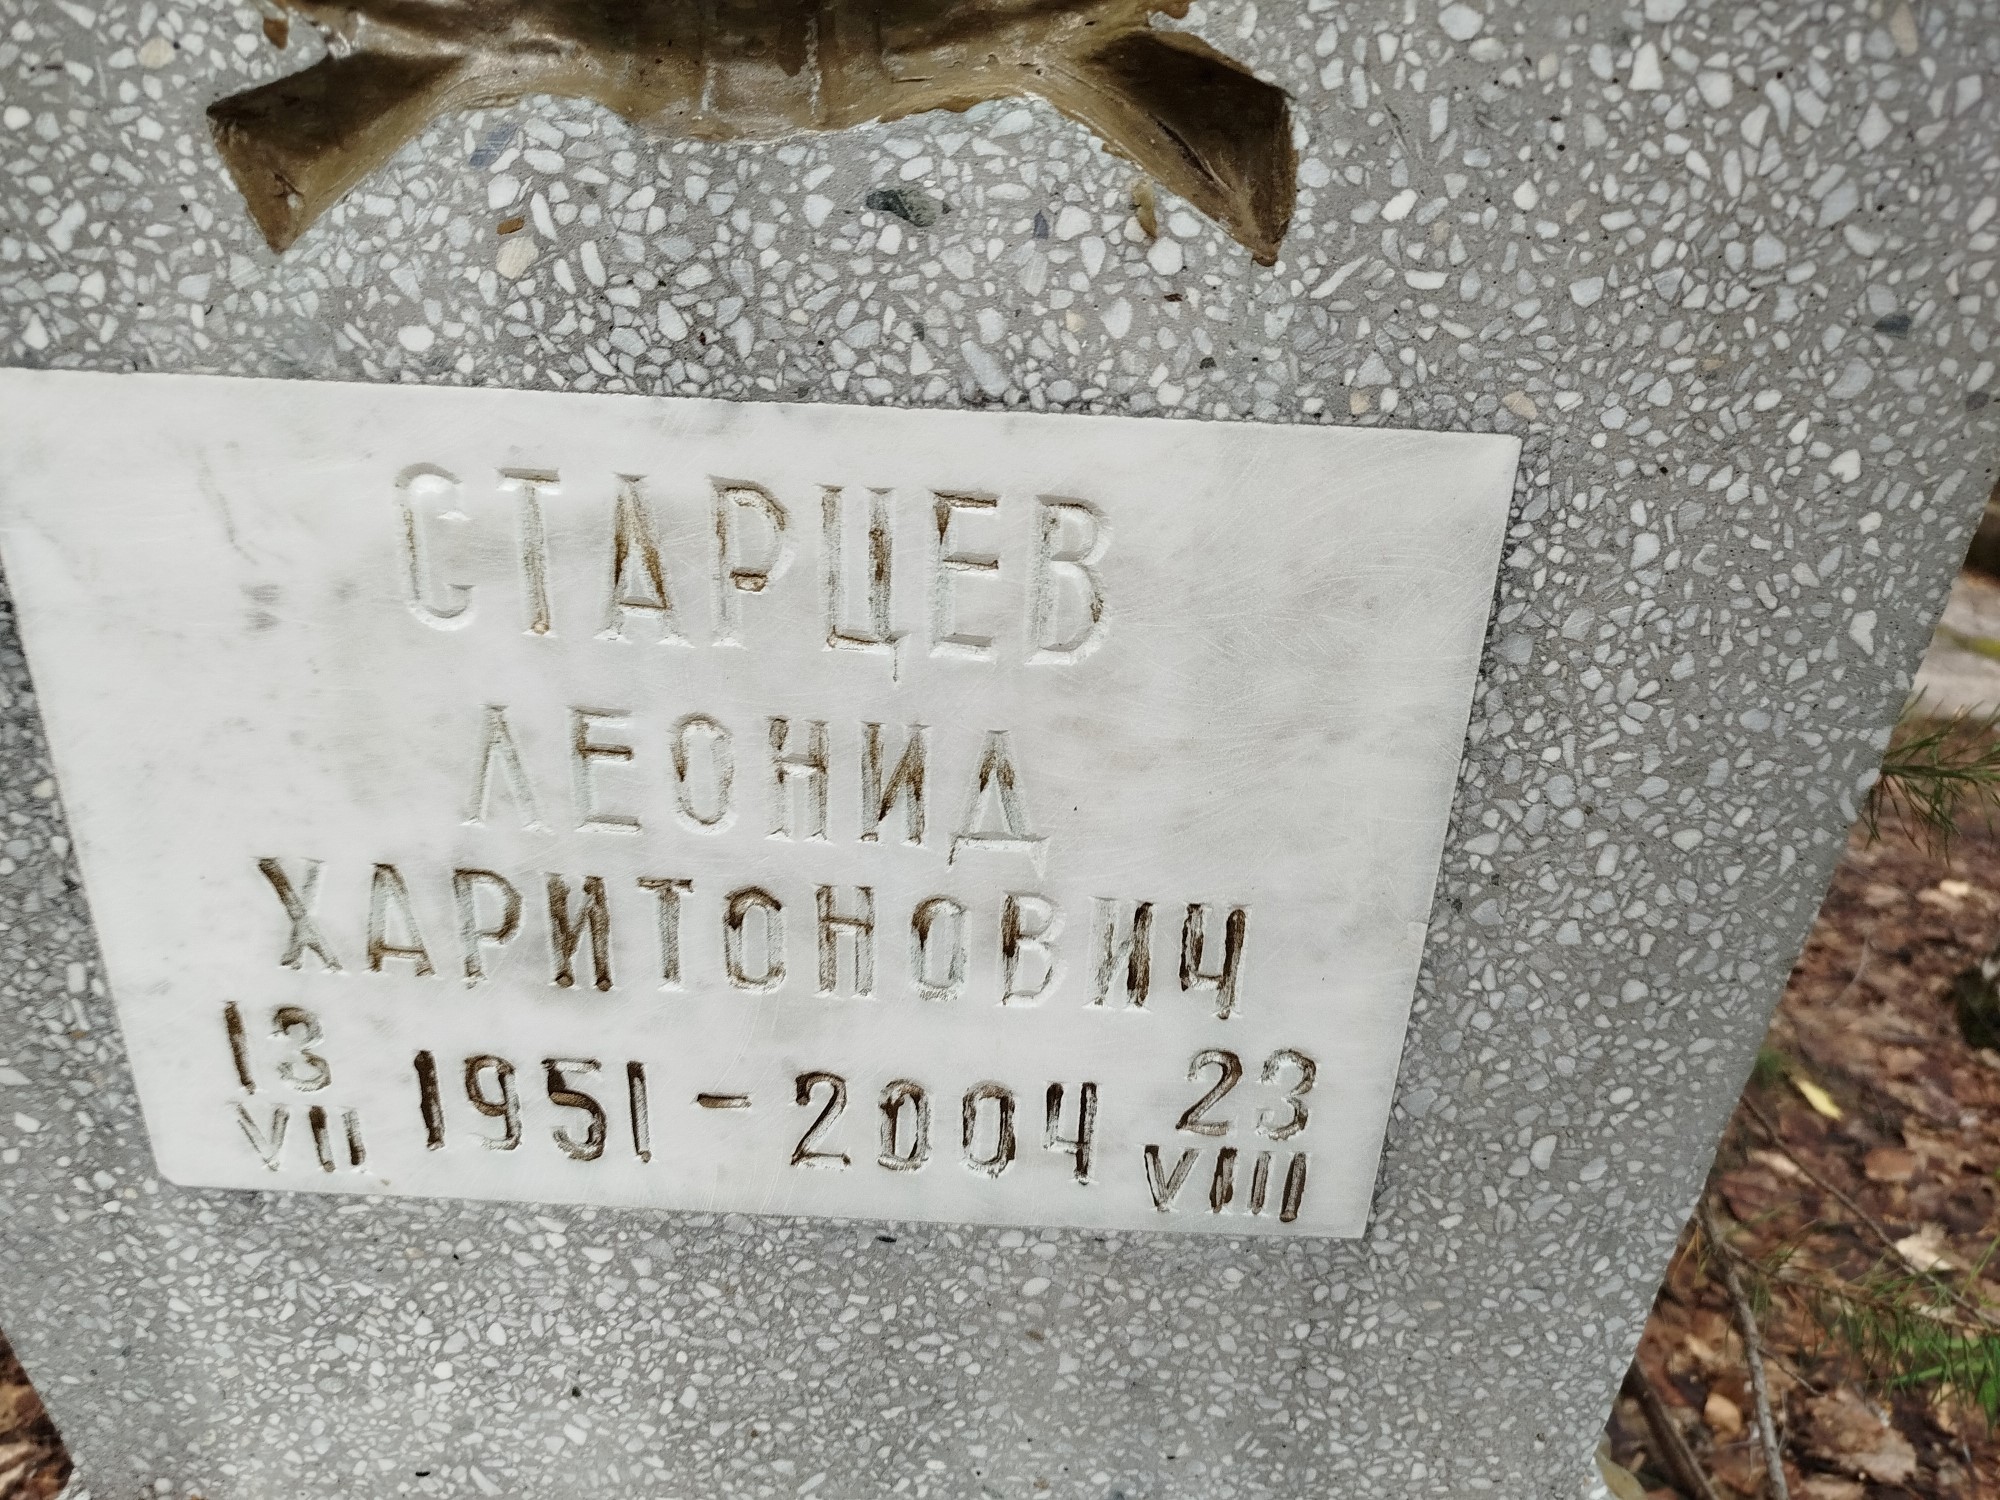 СТАРЦЕВ
ЛЕОНИД
ХАРИТОНОВИЧ
13 VII 1951 – 2004 23 VIII